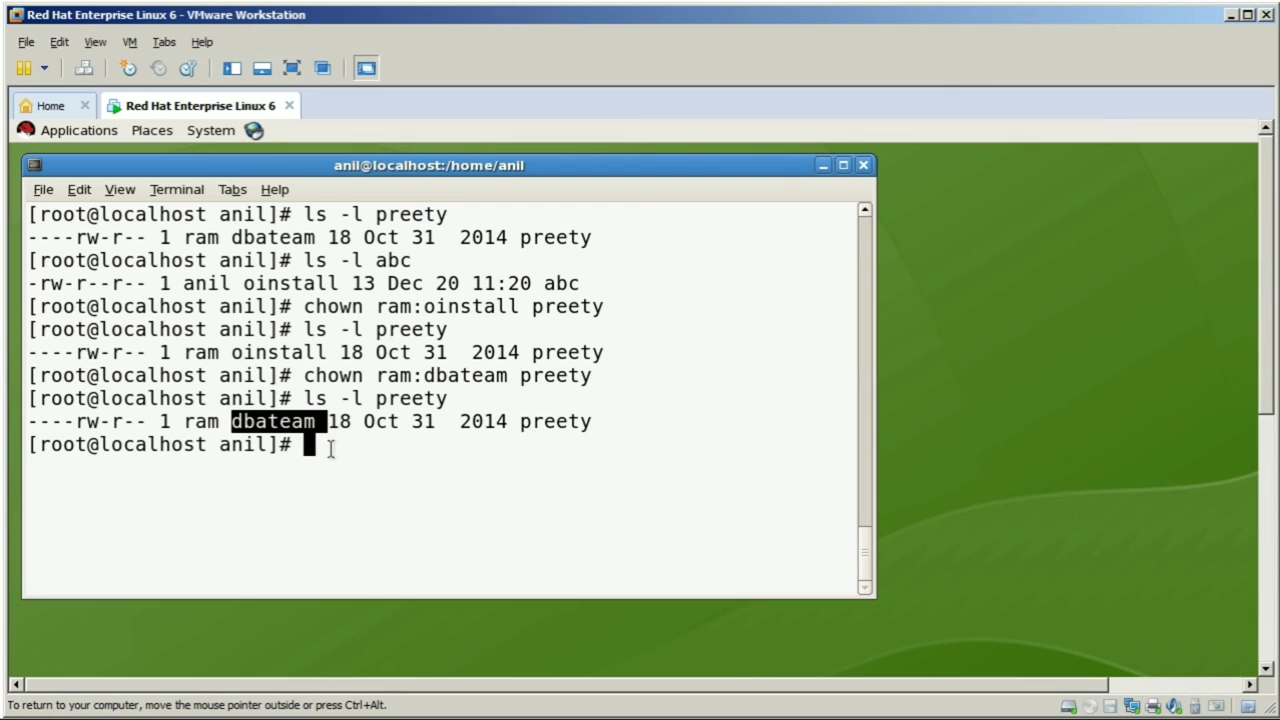 Red Hat Enterprise Linux 6 - VMware Workstation
File Edit View VM Tabs Help
Home Red Hat Enterprise Linux 6
Applications Places System
anil@localhost:/home/anil
File Edit View Terminal Tabs Help
[root@localhost anil]# ls -l preety
----rw-r-- 1 ram dbateam 18 Oct 31  2014 preety
[root@localhost anil]# ls -l abc
-rw-r--r-- 1 anil oinstall 13 Dec 20 11:20 abc
[root@localhost anil]# chown ram:oinstall preety
[root@localhost anil]# ls -l preety
----rw-r-- 1 ram oinstall 18 Oct 31  2014 preety
[root@localhost anil]# chown ram:dbateam preety
[root@localhost anil]# ls -l preety
----rw-r-- 1 ram dbateam 18 Oct 31  2014 preety
[root@localhost anil]#
To return to your computer, move the mouse pointer outside or press Ctrl+Alt.